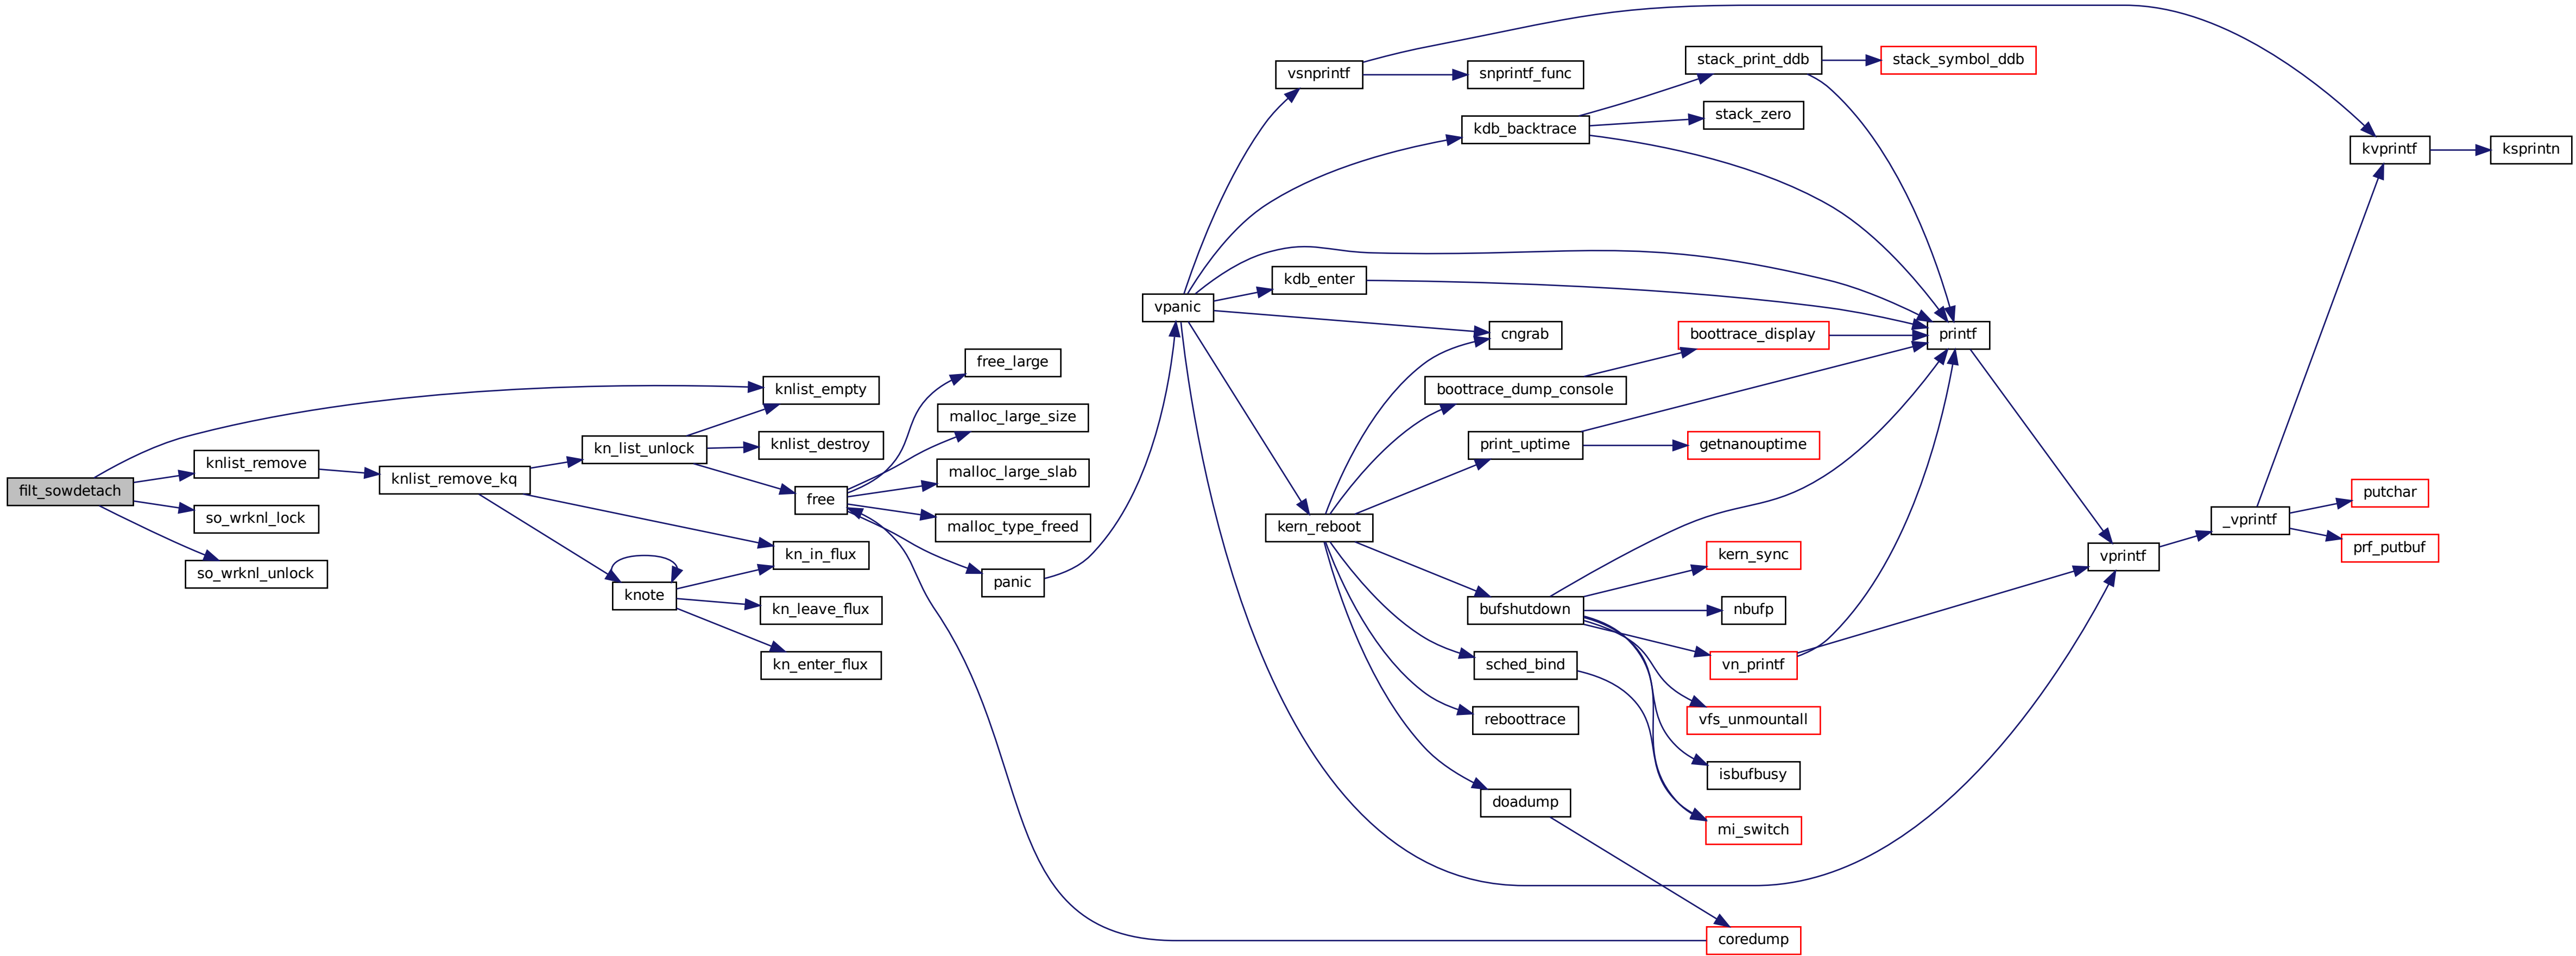 filt_sowdetach
knlist_empty
knlist_remove
so_wrknl_lock
so_wrknl_unlock
knlist_remove_kq
kn_list_unlock
knlist_destroy
free
kn_in_flux
knote
kn_leave_flux
kn_enter_flux
free_large
malloc_large_size
malloc_large_slab
malloc_type_freed
panic
vpanic
vsnprintf
snprintf_func
kdb_backtrace
stack_print_ddb
stack_symbol_ddb
stack_zero
kdb_enter
cngrab
kern_reboot
boottrace_dump_console
boottrace_display
print_uptime
getnanouptime
bufshutdown
kern_sync
nbufp
vn_printf
vfs_unmountall
isbufbusy
mi_switch
sched_bind
reboottrace
doadump
coredump
printf
vprintf
_vprintf
putchar
prf_putbuf
kvprintf
ksprintn